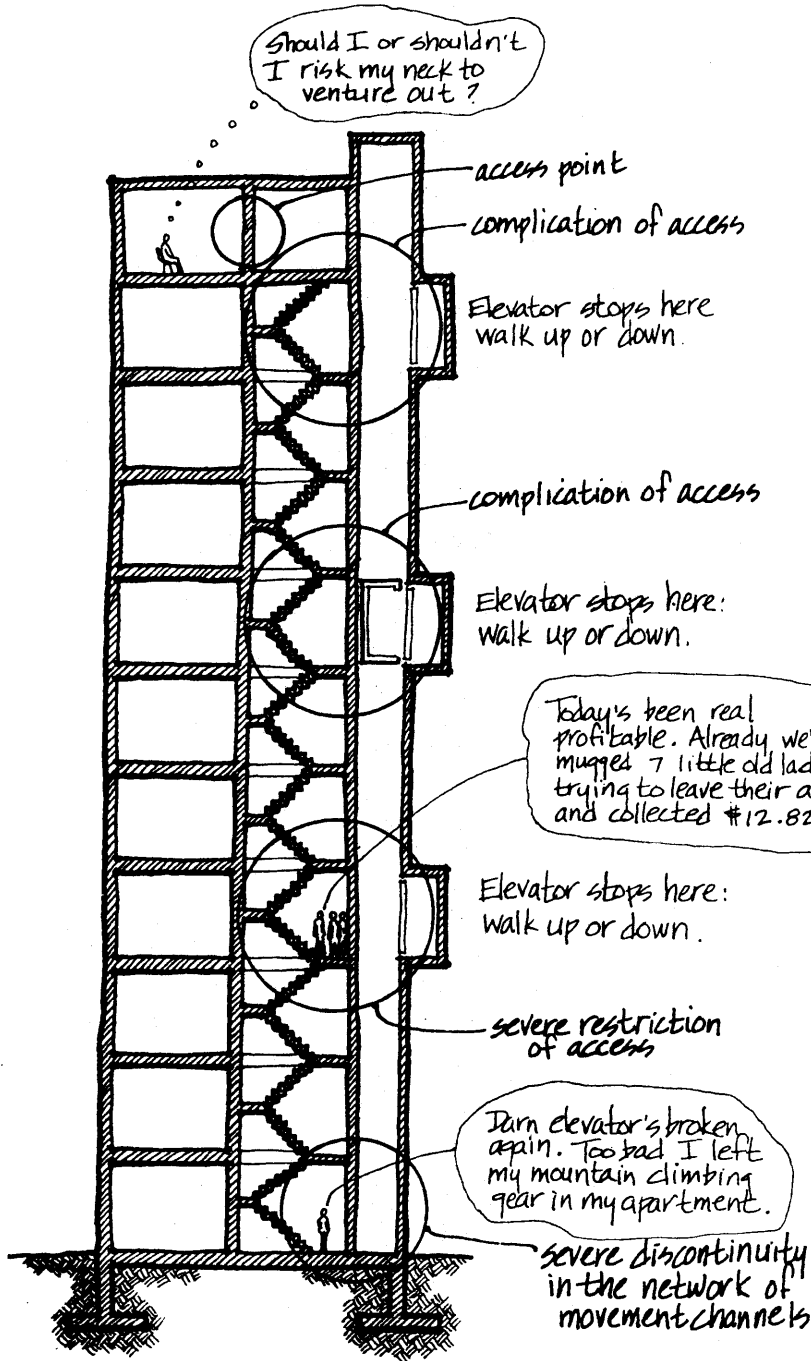 Should I or shouldn't
I risk my neck to
venture out?
access point
complication of access
Elevator stops here
walk up or down.
complication of access
Elevator stops here:
walk up or down.
Today's been real
profitable. Already we'
mugged 7 little old lad
trying to leave their a
and collected $12.82
Elevator stops here:
walk up or down.
severe restriction
of access
Darn elevator's broken
again. Too bad I left
my mountain climbing
gear in my apartment.
severe discontinuity
in the network of
movement channels